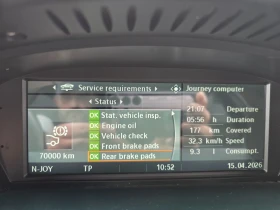 Service requirements
Journey computer
Status
OK Stat. vehicle insp.
OK Engine oil
OK Vehicle check
OK Front brake pads
OK Rear brake pads
70000 km
21:07 Departure
05:56 h Duration
177 km Covered
32.3 km/h Speed
9.3 l Consumpt.
N-JOY TP 10:52 15.04.2026